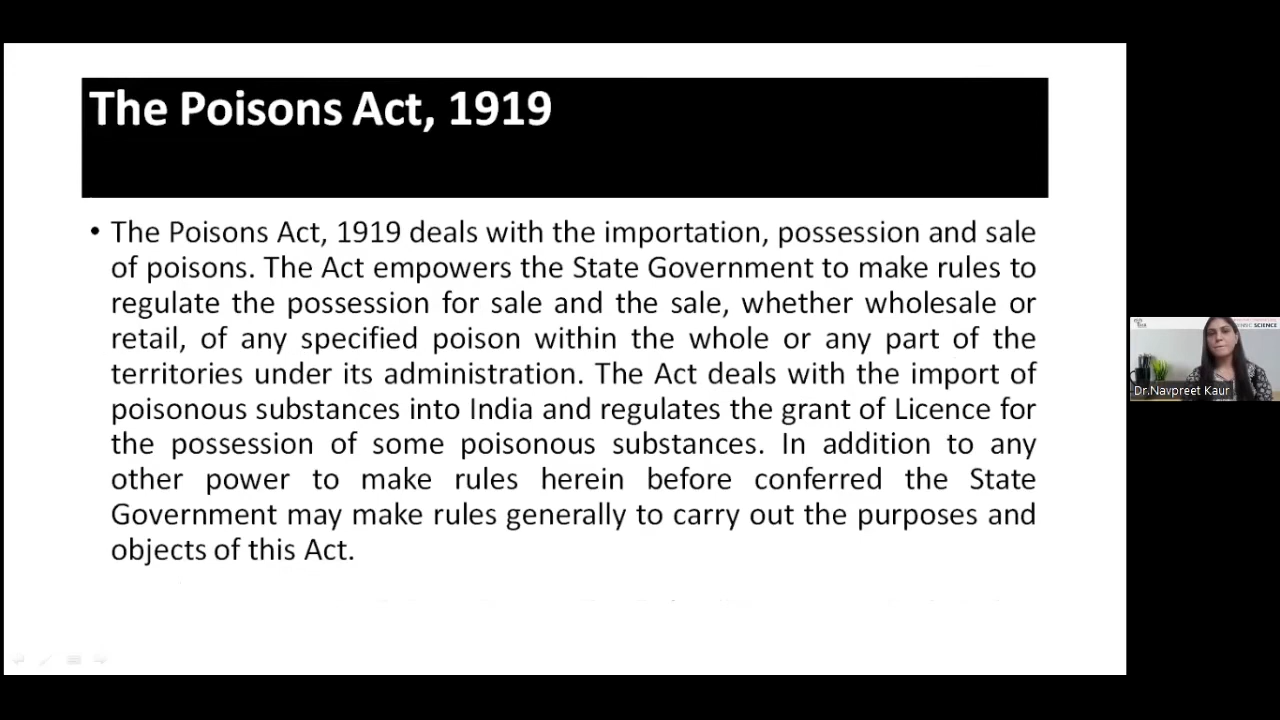 The Poisons Act, 1919
• The Poisons Act, 1919 deals with the importation, possession and sale
of poisons. The Act empowers the State Government to make rules to
regulate the possession for sale and the sale, whether wholesale or
retail, of any specified poison within the whole or any part of the
territories under its administration. The Act deals with the import of
poisonous substances into India and regulates the grant of Licence for
the possession of some poisonous substances. In addition to any
other power to make rules herein before conferred the State
Government may make rules generally to carry out the purposes and
objects of this Act.
SCIENCE
Dr.Navpreet Kaur